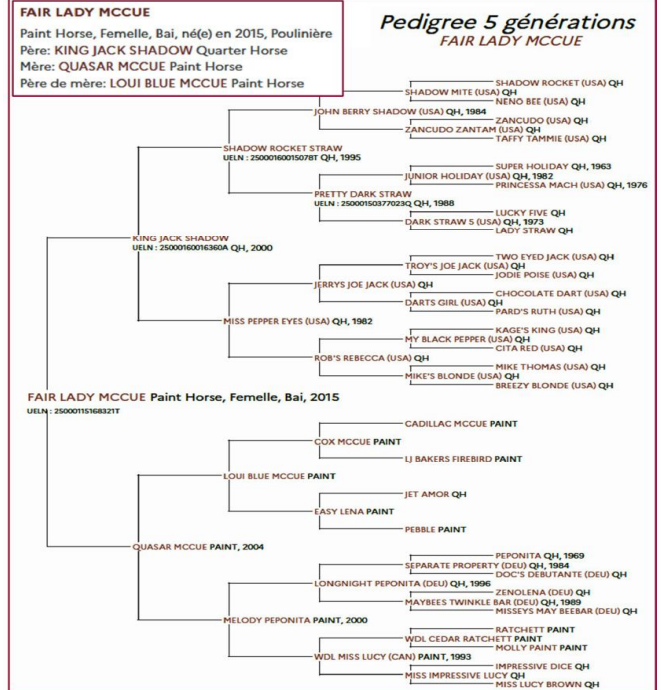 FAIR LADY MCCUE
Paint Horse, Femelle, Bai, né(e) en 2015, Poulinière
Père: KING JACK SHADOW Quarter Horse
Mère: QUASAR MCCUE Paint Horse
Père de mère: LOUI BLUE MCCUE Paint Horse
Pedigree 5 générations
FAIR LADY MCCUE
SHADOW ROCKET (USA) QH
SHADOW MITE (USA) QH
NENO BEE (USA) QH
JOHN BERRY SHADOW (USA) QH, 1984
ZANCUDO (USA) QH
ZANCUDO ZANTAM (USA) QH
TAFFY TAMMIE (USA) QH
SHADOW ROCKET STRAW
UELN : 25000160015078T QH, 1995
SUPER HOLIDAY QH, 1963
JUNIOR HOLIDAY (USA) QH, 1982
PRINCESSA MACH (USA) QH, 1976
PRETTY DARK STRAW
UELN : 25000150377023Q QH, 1988
LUCKY FIVE QH
DARK STRAW 5 (USA) QH, 1973
LADY STRAW QH
KING JACK SHADOW
UELN : 25000160016360A QH, 2000
TWO EYED JACK (USA) QH
TROY'S JOE JACK (USA) QH
JODIE POISE (USA) QH
JERRYS JOE JACK (USA) QH
CHOCOLATE DART (USA) QH
DARTS GIRL (USA) QH
PARD'S RUTH (USA) QH
MISS PEPPER EYES (USA) QH, 1982
KAGE'S KING (USA) QH
MY BLACK PEPPER (USA) QH
CITA RED (USA) QH
ROB'S REBECCA (USA) QH
MIKE THOMAS (USA) QH
MIKE'S BLONDE (USA) QH
BREEZY BLONDE (USA) QH
FAIR LADY MCCUE Paint Horse, Femelle, Bai, 2015
UELN : 25000115168321T
CADILLAC MCCUE PAINT
COX MCCUE PAINT
LJ BAKERS FIREBIRD PAINT
LOUI BLUE MCCUE PAINT
JET AMOR QH
EASY LENA PAINT
PEBBLE PAINT
QUASAR MCCUE PAINT, 2004
PEPONITA QH, 1969
SEPARATE PROPERTY (DEU) QH, 1984
DOC'S DEBUTANTE (DEU) QH
LONGNIGHT PEPONITA (DEU) QH, 1996
ZENOLENA (DEU) QH
MAYBEES TWINKLE BAR (DEU) QH, 1989
MISSEYS MAY BEEBAR (DEU) QH
MELODY PEPONITA PAINT, 2000
RATCHETT PAINT
WDL CEDAR RATCHETT PAINT
MOLLY PAINT PAINT
WDL MISS LUCY (CAN) PAINT, 1993
IMPRESSIVE DICE QH
MISS IMPRESSIVE LUCY QH
MISS LUCY BROWN QH